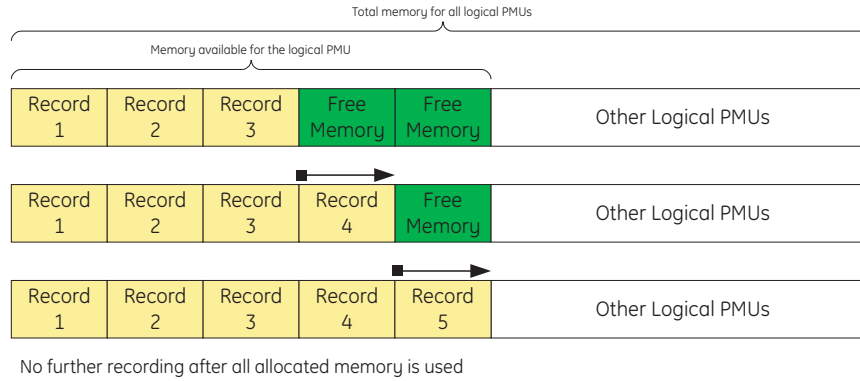 Total memory for all logical PMUs
Memory available for the logical PMU
Record 1 Record 2 Record 3 Free Memory Free Memory Other Logical PMUs
Record 1 Record 2 Record 3 Record 4 Free Memory Other Logical PMUs
Record 1 Record 2 Record 3 Record 4 Record 5 Other Logical PMUs
No further recording after all allocated memory is used